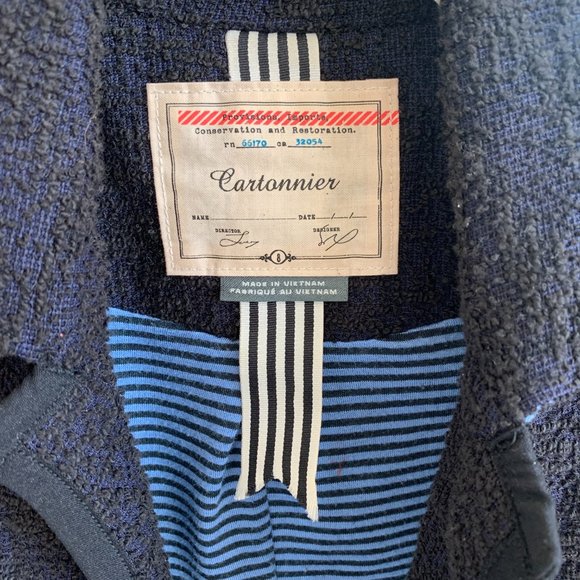 Provisions, Imports
Conservation and Restoration.
rn 66170 ca 32054
Cartonnier
NAME DATE / /
DIRECTOR DESIGNER
8
MADE IN VIETNAM
FABRIQUÉ AU VIETNAM